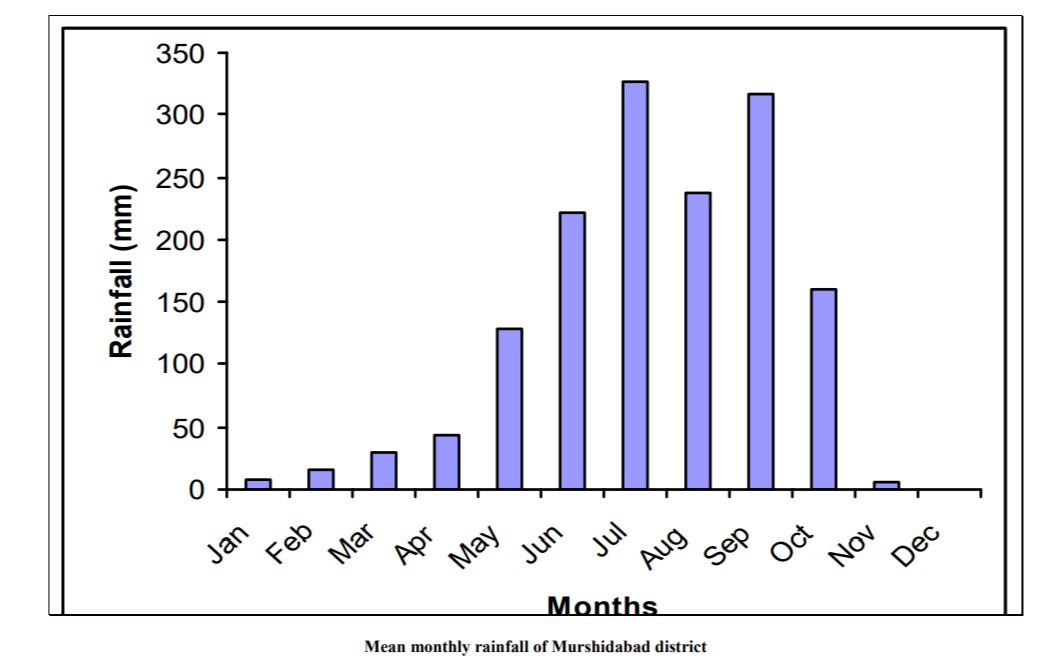 350
300
250
200
150
100
50
0
Rainfall (mm)
Jan Feb Mar Apr May Jun Jul Aug Sep Oct Nov Dec
Months
Mean monthly rainfall of Murshidabad district